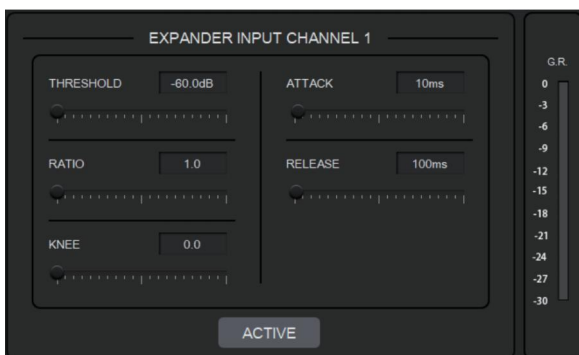 EXPANDER INPUT CHANNEL 1
THRESHOLD -60.0dB
RATIO 1.0
KNEE 0.0
ATTACK 10ms
RELEASE 100ms
ACTIVE
G.R.
0
-3
-6
-9
-12
-15
-18
-21
-24
-27
-30